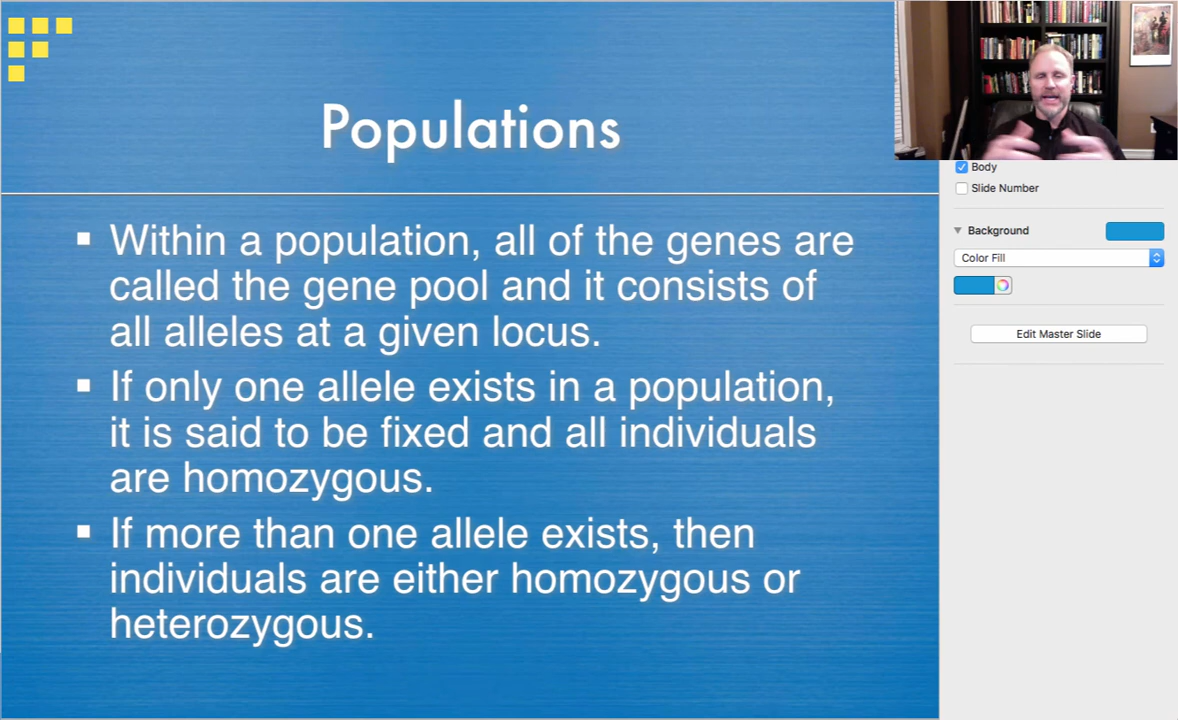 Populations
Within a population, all of the genes are
called the gene pool and it consists of
all alleles at a given locus.
If only one allele exists in a population,
it is said to be fixed and all individuals
are homozygous.
If more than one allele exists, then
individuals are either homozygous or
heterozygous.
Body
Slide Number
Background
Color Fill
Edit Master Slide